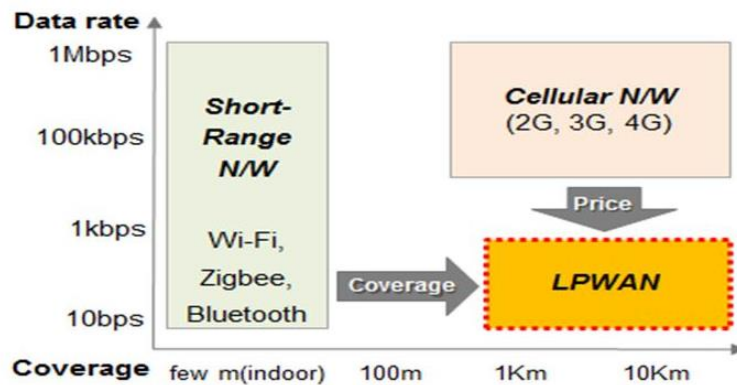 Data rate
1Mbps
100kbps
1kbps
10bps
Short-
Range
N/W
Wi-Fi,
Zigbee,
Bluetooth
Cellular N/W
(2G, 3G, 4G)
Price
Coverage
LPWAN
Coverage few m(indoor) 100m 1Km 10Km